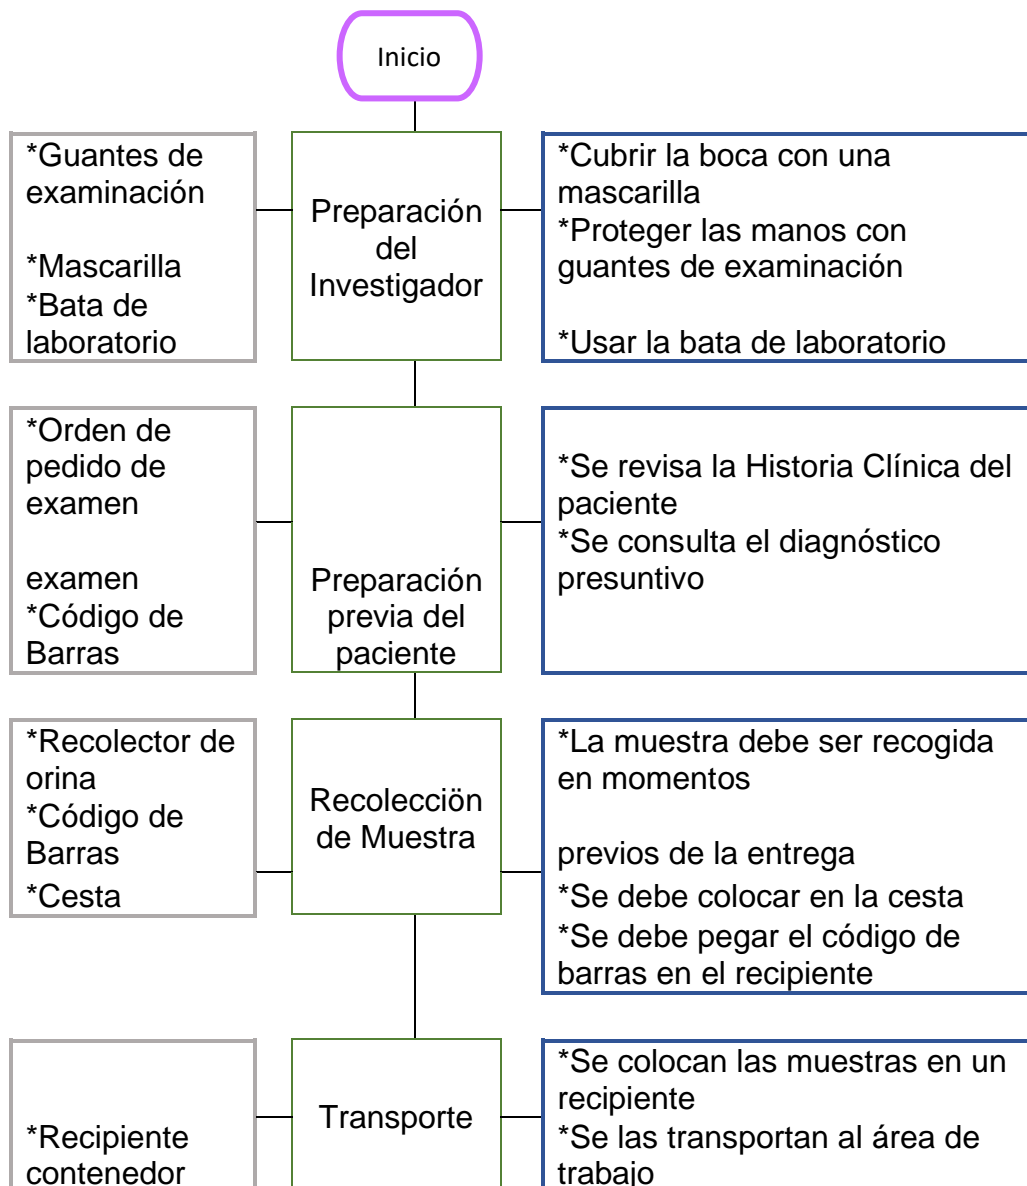 Inicio
*Guantes de
examinación
*Mascarilla
*Bata de
laboratorio
Preparación
del
Investigador
*Cubrir la boca con una
mascarilla
*Proteger las manos con
guantes de examinación
*Usar la bata de laboratorio
*Orden de
pedido de
examen
examen
*Código de
Barras
Preparación
previa del
paciente
*Se revisa la Historia Clínica del
paciente
*Se consulta el diagnóstico
presuntivo
*Recolector de
orina
*Código de
Barras
*Cesta
Recolecciön
de Muestra
*La muestra debe ser recogida
en momentos
previos de la entrega
*Se debe colocar en la cesta
*Se debe pegar el código de
barras en el recipiente
*Recipiente
contenedor
Transporte
*Se colocan las muestras en un
recipiente
*Se las transportan al área de
trabajo